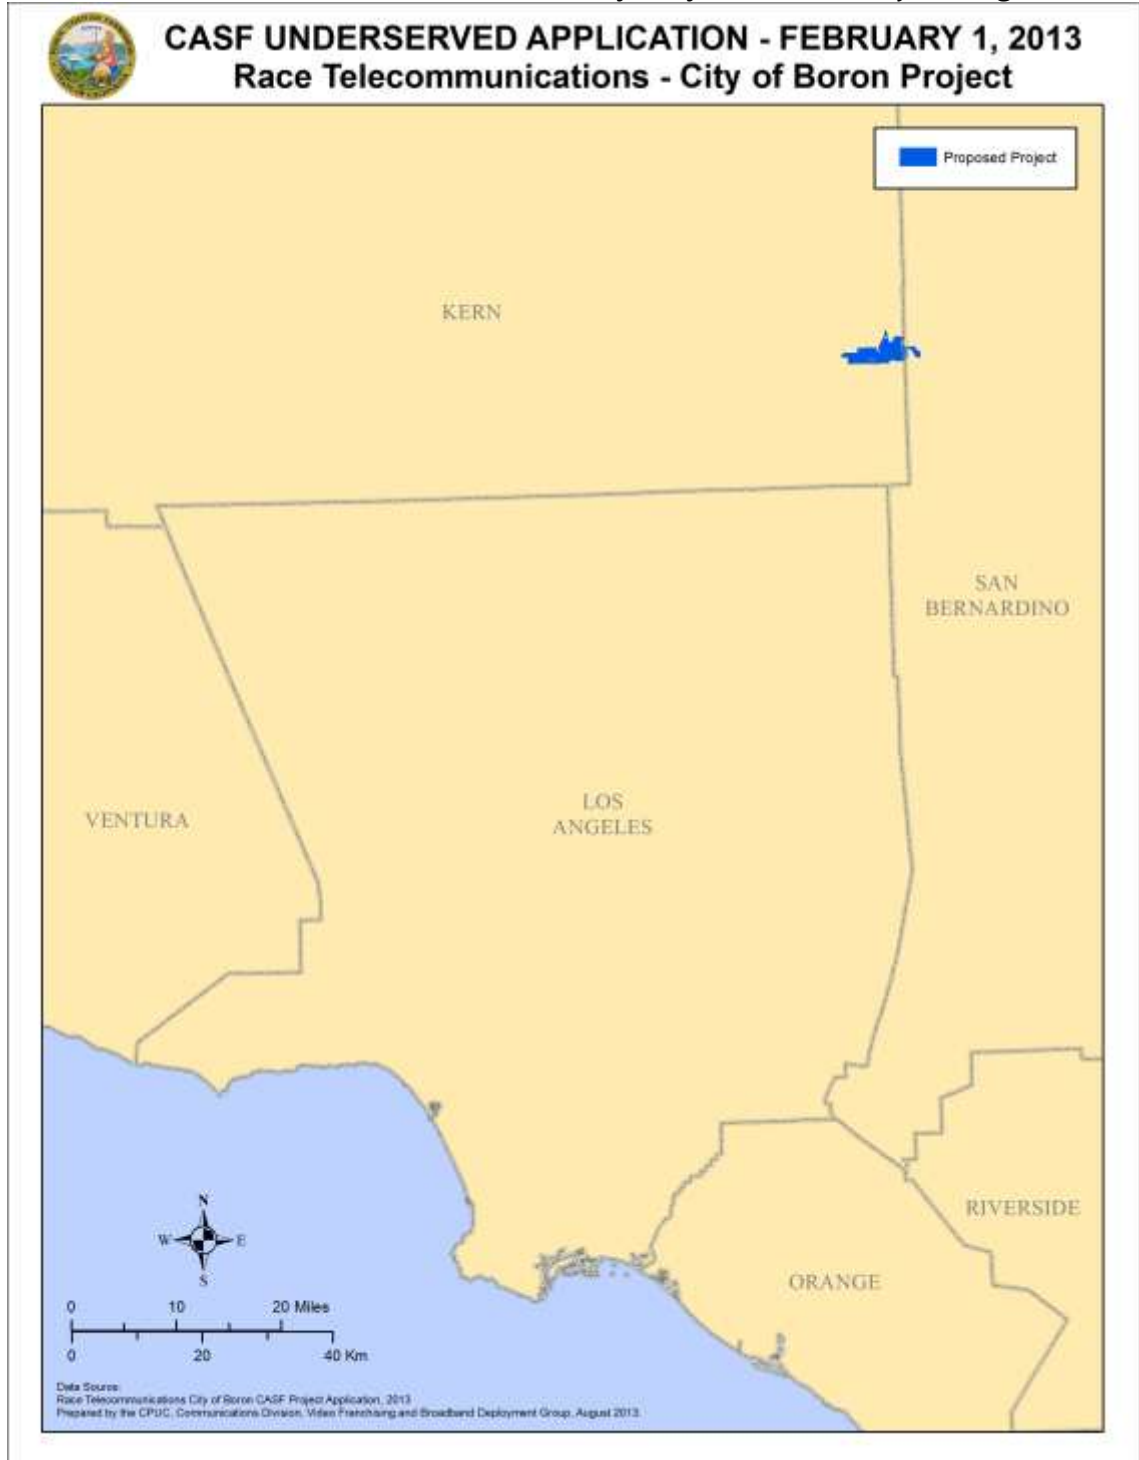 CASF UNDERSERVED APPLICATION - FEBRUARY 1, 2013
Race Telecommunications - City of Boron Project
Proposed Project
KERN
SAN
BERNARDINO
LOS
ANGELES
VENTURA
RIVERSIDE
ORANGE
N
W E
S
0 10 20 Miles
0 20 40 Km
Data Source:
Race Telecommunications City of Boron CASF Project Application, 2013
Prepared by the CPUC, Communications Division, Video Franchising and Broadband Deployment Group, August 2013.